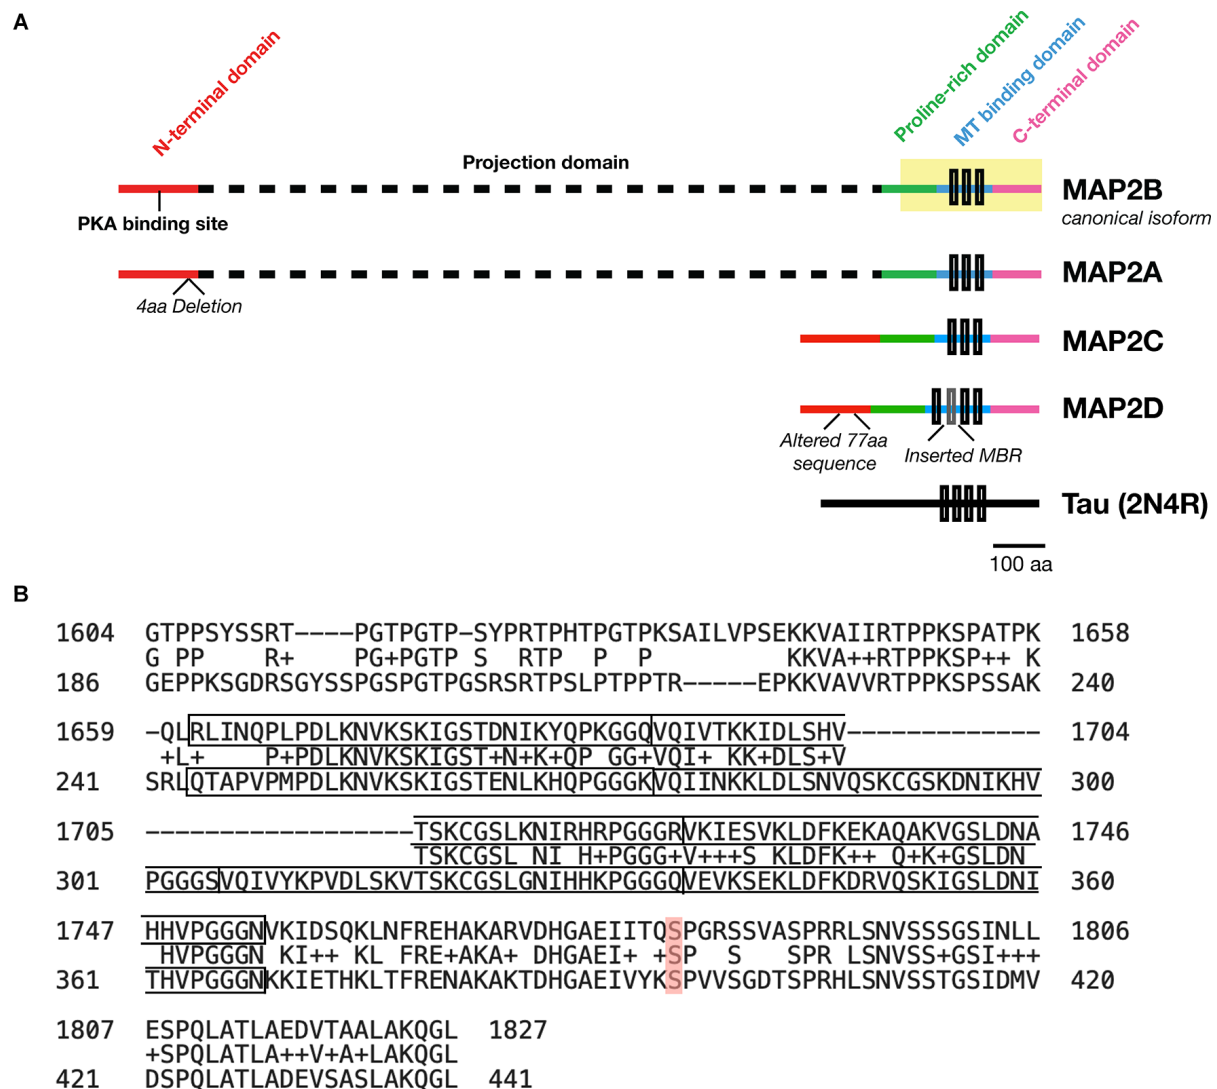 A
N-terminal domain
Proline-rich domain
MT binding domain
C-terminal domain
Projection domain
MAP2B
canonical isoform
PKA binding site
MAP2A
4aa Deletion
MAP2C
MAP2D
Altered 77aa
sequence
Inserted MBR
Tau (2N4R)
100 aa
B
1604 GTPPSYSSRT----PGTPGTP-SYPRTPHTPGTPKSAILVPSEKKVAIIRTPPKSPATPK 1658
G PP    R+    PG+PGTP S  RTP  P  P         KKVA++RTPPKSP++ K
186 GEPPKSGDRSGYSSPGSPGTPGSRSRTPSLPTPPTR-----EPKKVAVVRTPPKSPSSAK 240
1659 -QLRLINQPLPDLKNVKSKIGSTDNIKYQPKGGQVQIVTKKIDLSHV------------- 1704
+L+    P+PDLKNVKSKIGST+N+K+QP GG+VQI+ KK+DLS+V
241 SRLQTAPVPMPDLKNVKSKIGSTENLKHQPGGGKVQIINKKLDLSNVQSKCGSKDNIKHV 300
1705 ------------------TSKCGSLKNIRHRPGGGRVKIESVKLDFKEKAQAKVGSLDNA 1746
TSKCGSL NI H+PGGG+V+++S KLDFK++ Q+K+GSLDN
301 PGGGSVQIVYKPVDLSKVTSKCGSLGNIHHKPGGGQVEVKSEKLDFKDRVQSKIGSLDNI 360
1747 HHVPGGGNVKIDSQKLNFREHAKARVDHGAEIITQSPGRSSVASPRRLSNVSSSGSINLL 1806
HVPGGGN KI++ KL FRE+AKA+ DHGAEI+ +SP  S   SPR LSNVSS+GSI+++
361 THVPGGGNKKIETHKLTFRENAKAKTDHGAEIVYKSPVVSGDTSPRHLSNVSSTGSIDMV 420
1807 ESPQLATLAEDVTAALAKQGL 1827
+SPQLATLA++V+A+LAKQGL
421 DSPQLATLADEVSASLAKQGL 441